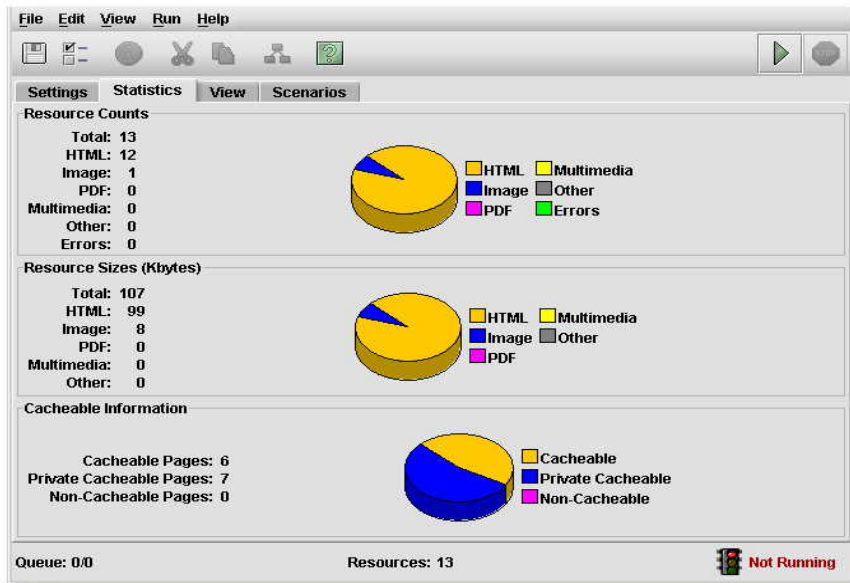 File Edit View Run Help
STOP
Settings Statistics View Scenarios
Resource Counts
Total: 13
HTML: 12
Image: 1
PDF: 0
Multimedia: 0
Other: 0
Errors: 0
HTML Multimedia
Image Other
PDF Errors
Resource Sizes (Kbytes)
Total: 107
HTML: 99
Image: 8
PDF: 0
Multimedia: 0
Other: 0
HTML Multimedia
Image Other
PDF
Cacheable Information
Cacheable Pages: 6
Private Cacheable Pages: 7
Non-Cacheable Pages: 0
Cacheable
Private Cacheable
Non-Cacheable
Queue: 0/0 Resources: 13 Not Running